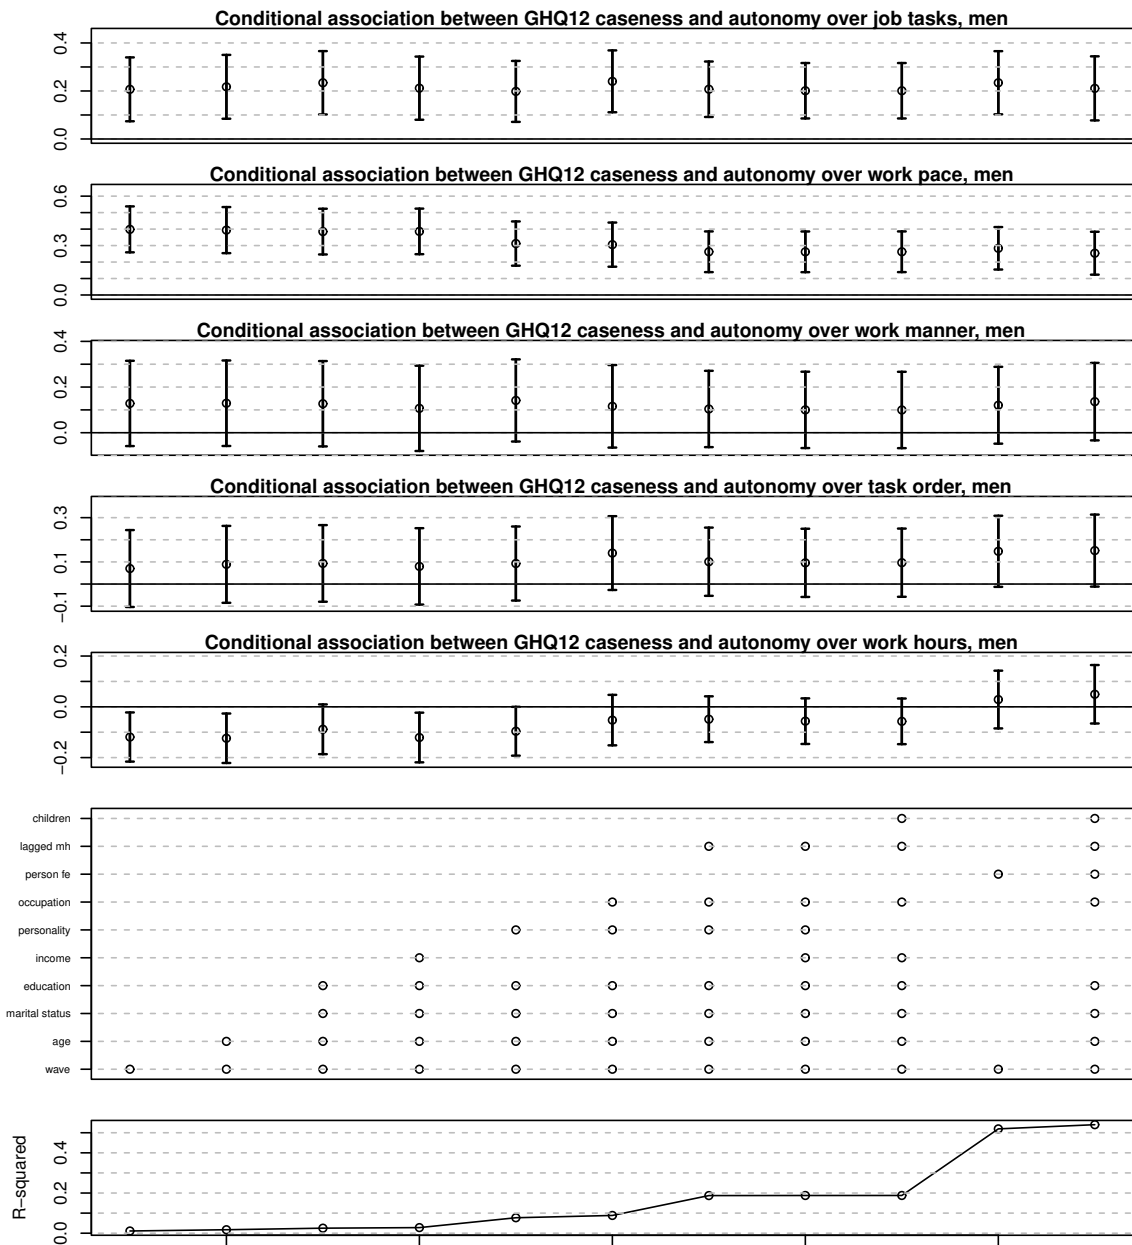 Conditional association between GHQ12 caseness and autonomy over job tasks, men
0.4
0.2
0.0
Conditional association between GHQ12 caseness and autonomy over work pace, men
0.6
0.3
0.0
Conditional association between GHQ12 caseness and autonomy over work manner, men
0.4
0.2
0.0
Conditional association between GHQ12 caseness and autonomy over task order, men
0.3
0.1
−0.1
Conditional association between GHQ12 caseness and autonomy over work hours, men
0.2
0.0
−0.2
children
lagged mh
person fe
occupation
personality
income
education
marital status
age
wave
R−squared
0.4
0.2
0.0